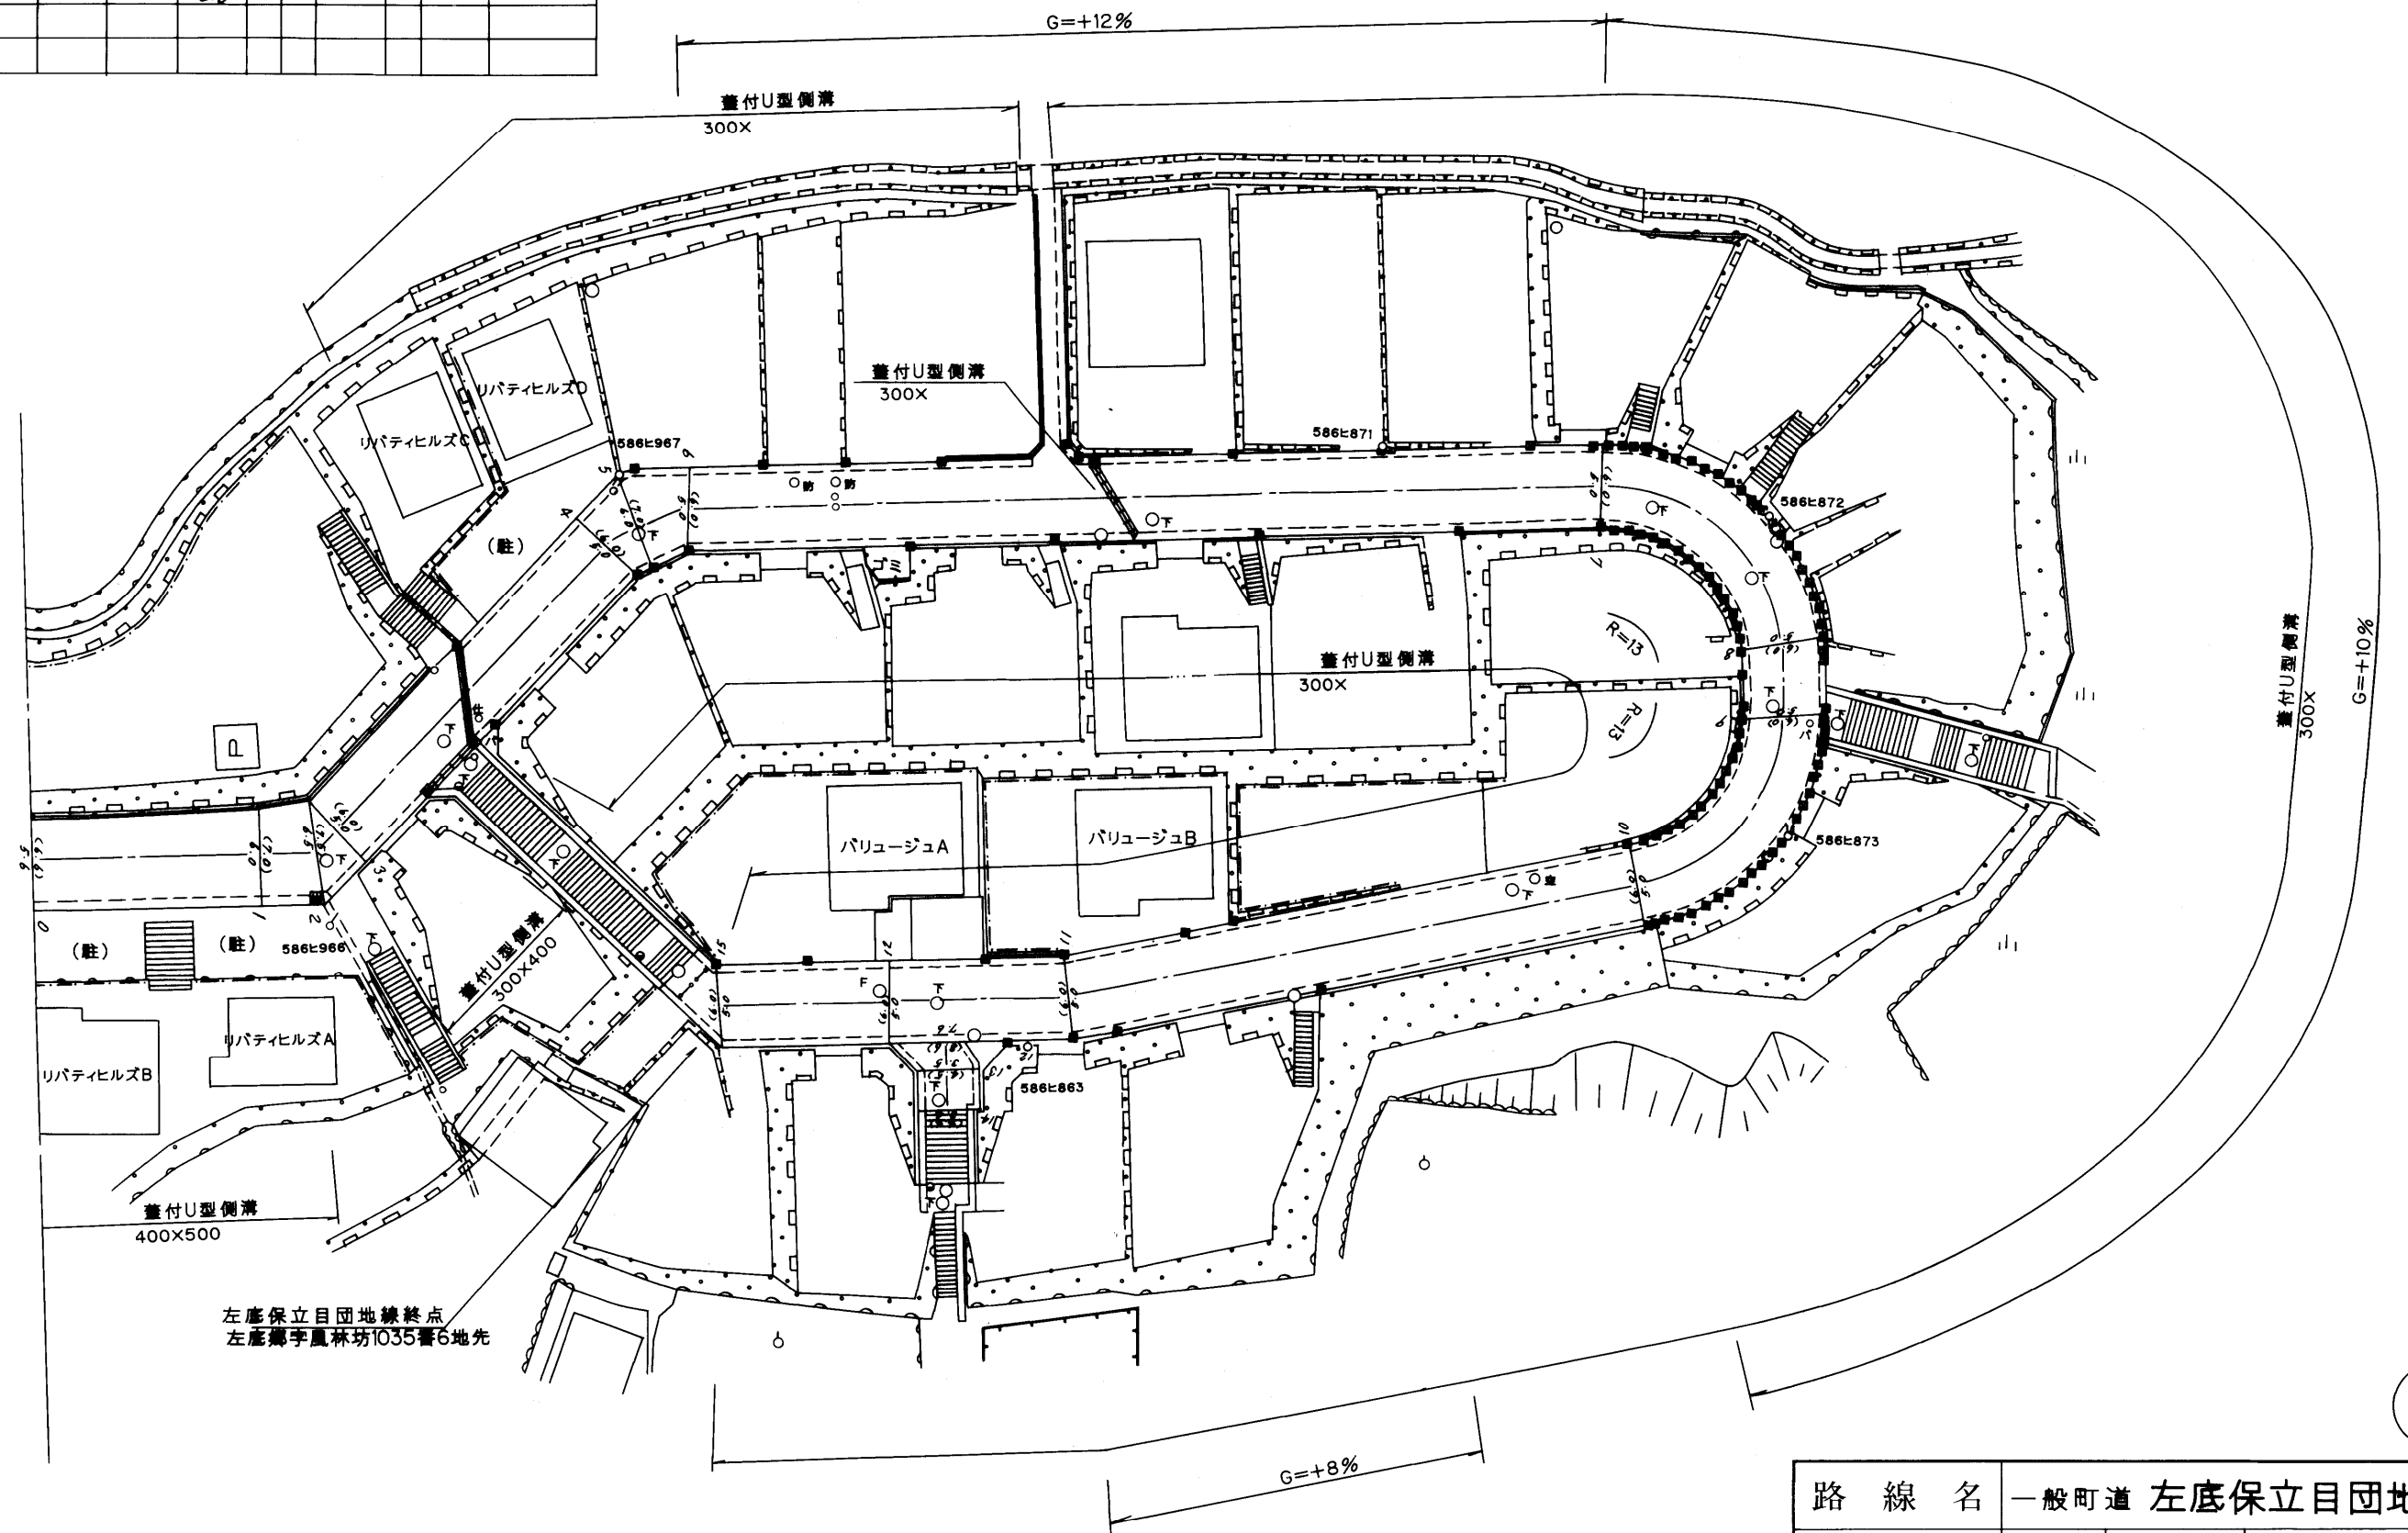 G=+12%
蓋付U型側溝
300×
リバティヒルズD
リバティヒルズC
蓋付U型側溝
300×
586ヒ967
586ヒ871
586ヒ872
(駐)
防
防
下
下
下
下
R=13
R=13
蓋付U型側溝
300×
蓋付U型側溝
300×
G=+10%
P
バリュージュA
バリュージュB
586ヒ873
(駐)
(駐)
586ヒ966
蓋付U型側溝
300×400
リバティヒルズA
リバティヒルズB
586ヒ863
蓋付U型側溝
400×500
左底保立目団地線終点
左底郷字風林坊1035番6地先
G=+8%
路線名
一般町道 左底保立目団地